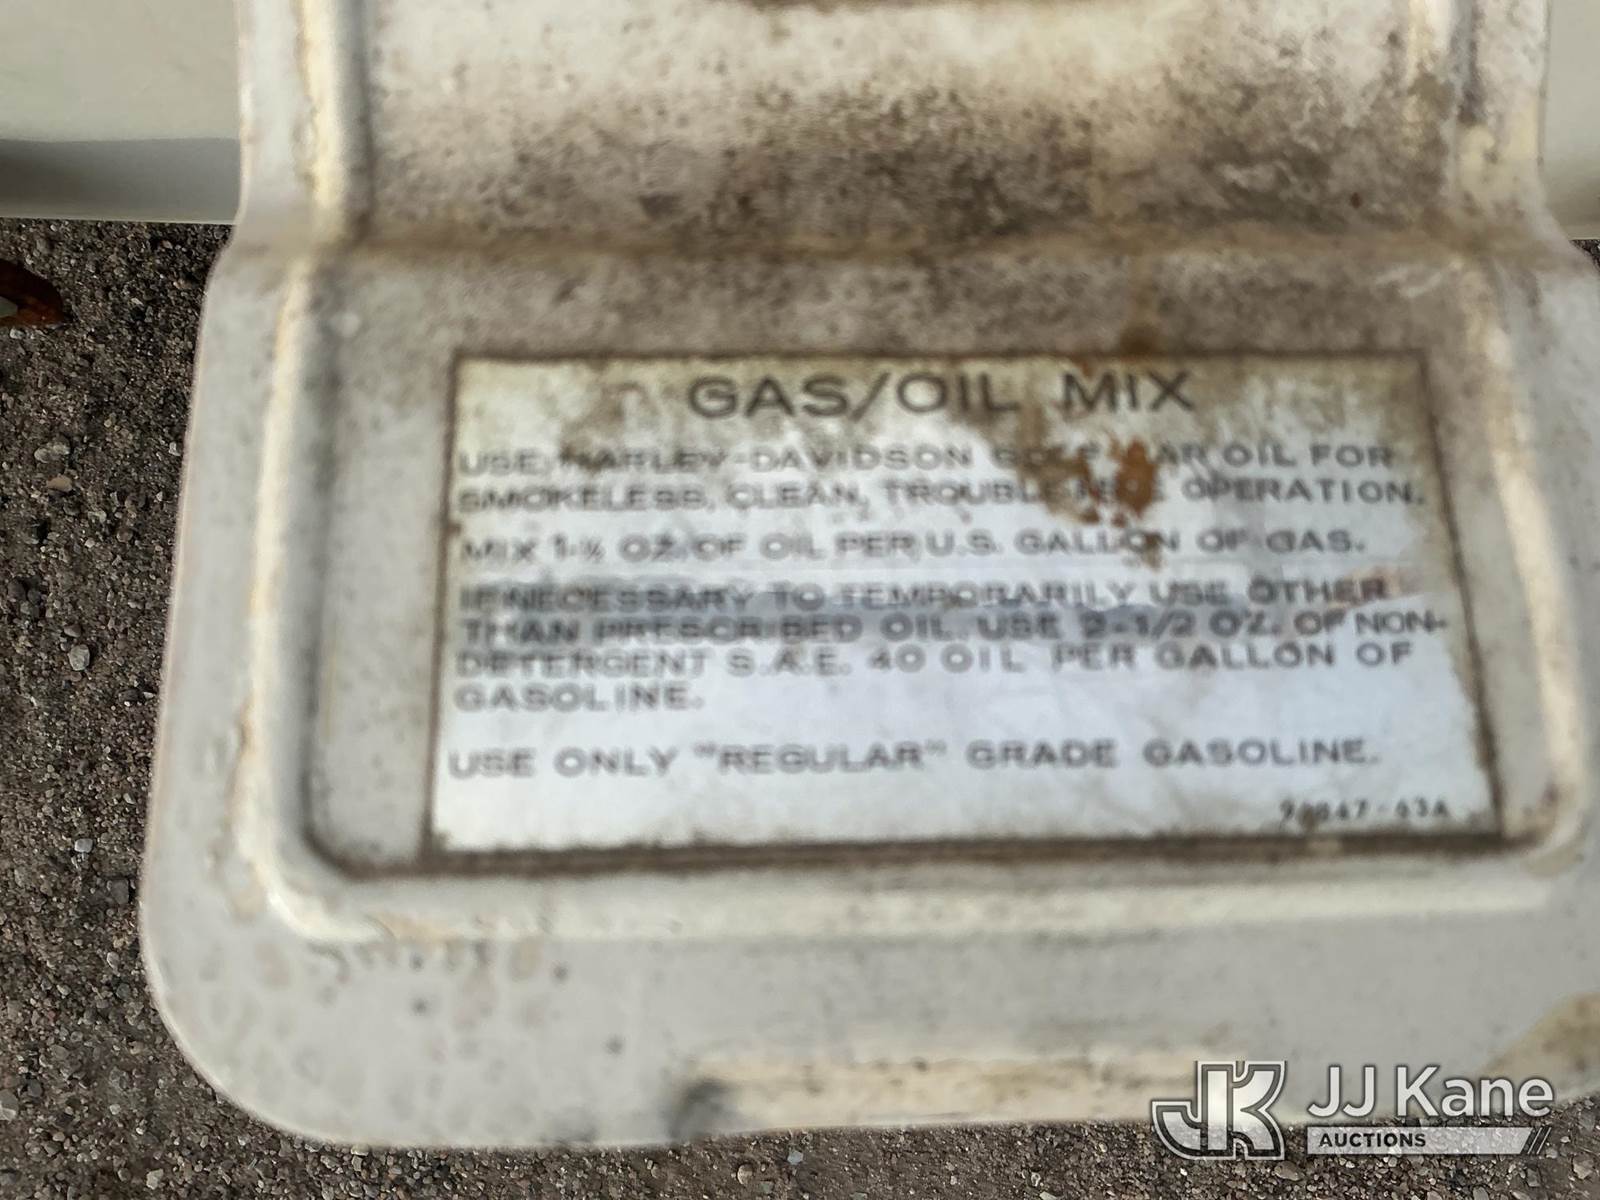 GAS/OIL MIX
USE HARLEY-DAVIDSON CAR OIL FOR
SMOKELESS, CLEAN, TROUBLE FREE OPERATION.
MIX 1-½ OZ. OF OIL PER U.S. GALLON OF GAS.
IF NECESSARY TO TEMPORARILY USE OTHER
THAN PRESCRIBED OIL, USE 2-1/2 OZ. OF NON-
DETERGENT S.A.E. 40 OIL PER GALLON OF
GASOLINE.
USE ONLY "REGULAR" GRADE GASOLINE.
JK JJ Kane
AUCTIONS